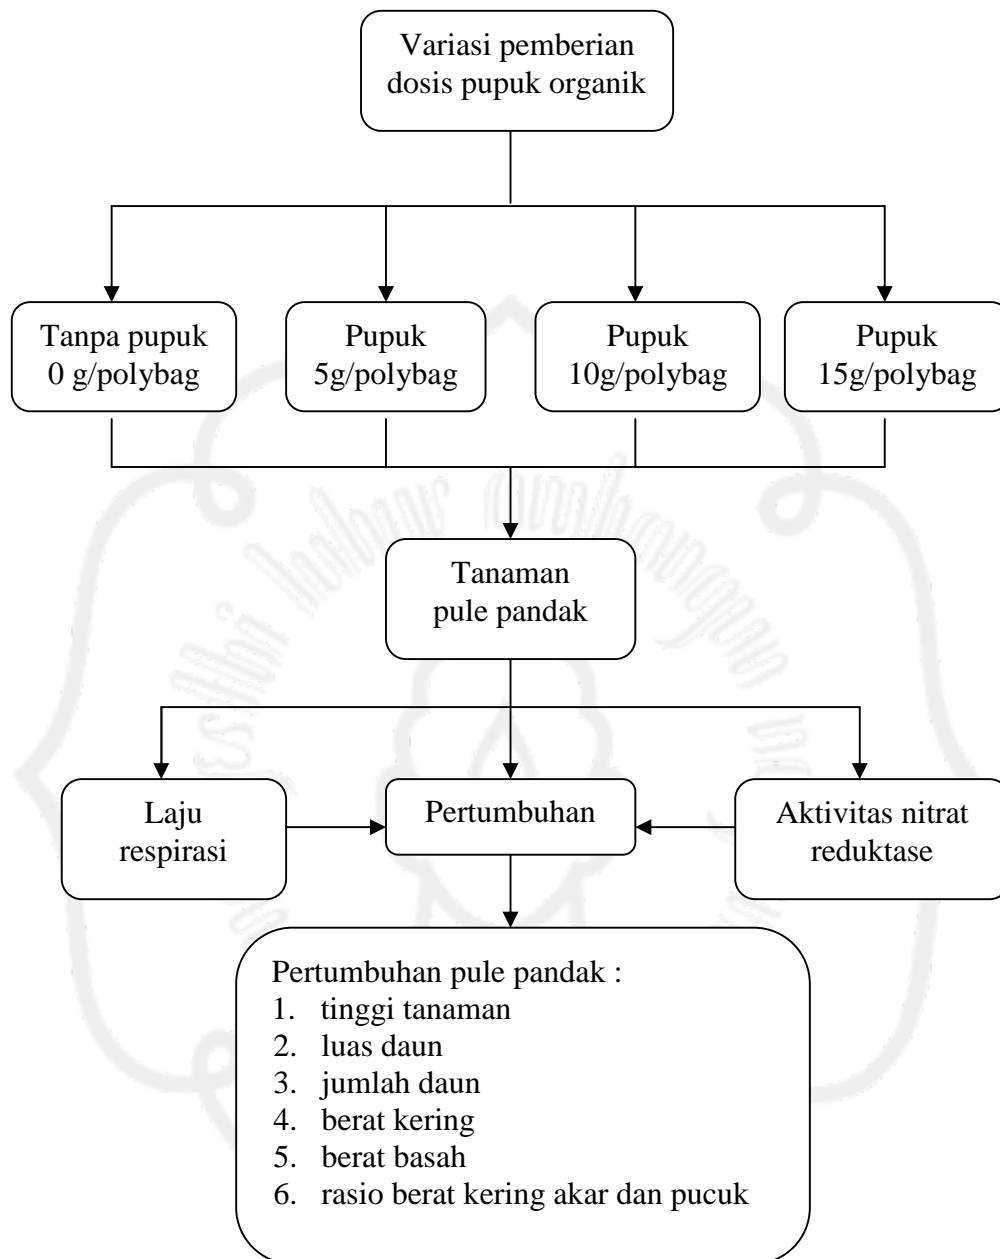 Variasi pemberian
dosis pupuk organik
Tanpa pupuk
0 g/polybag
Pupuk
5g/polybag
Pupuk
10g/polybag
Pupuk
15g/polybag
Tanaman
pule pandak
Laju
respirasi
Pertumbuhan
Aktivitas nitrat
reduktase
Pertumbuhan pule pandak :
1. tinggi tanaman
2. luas daun
3. jumlah daun
4. berat kering
5. berat basah
6. rasio berat kering akar dan pucuk